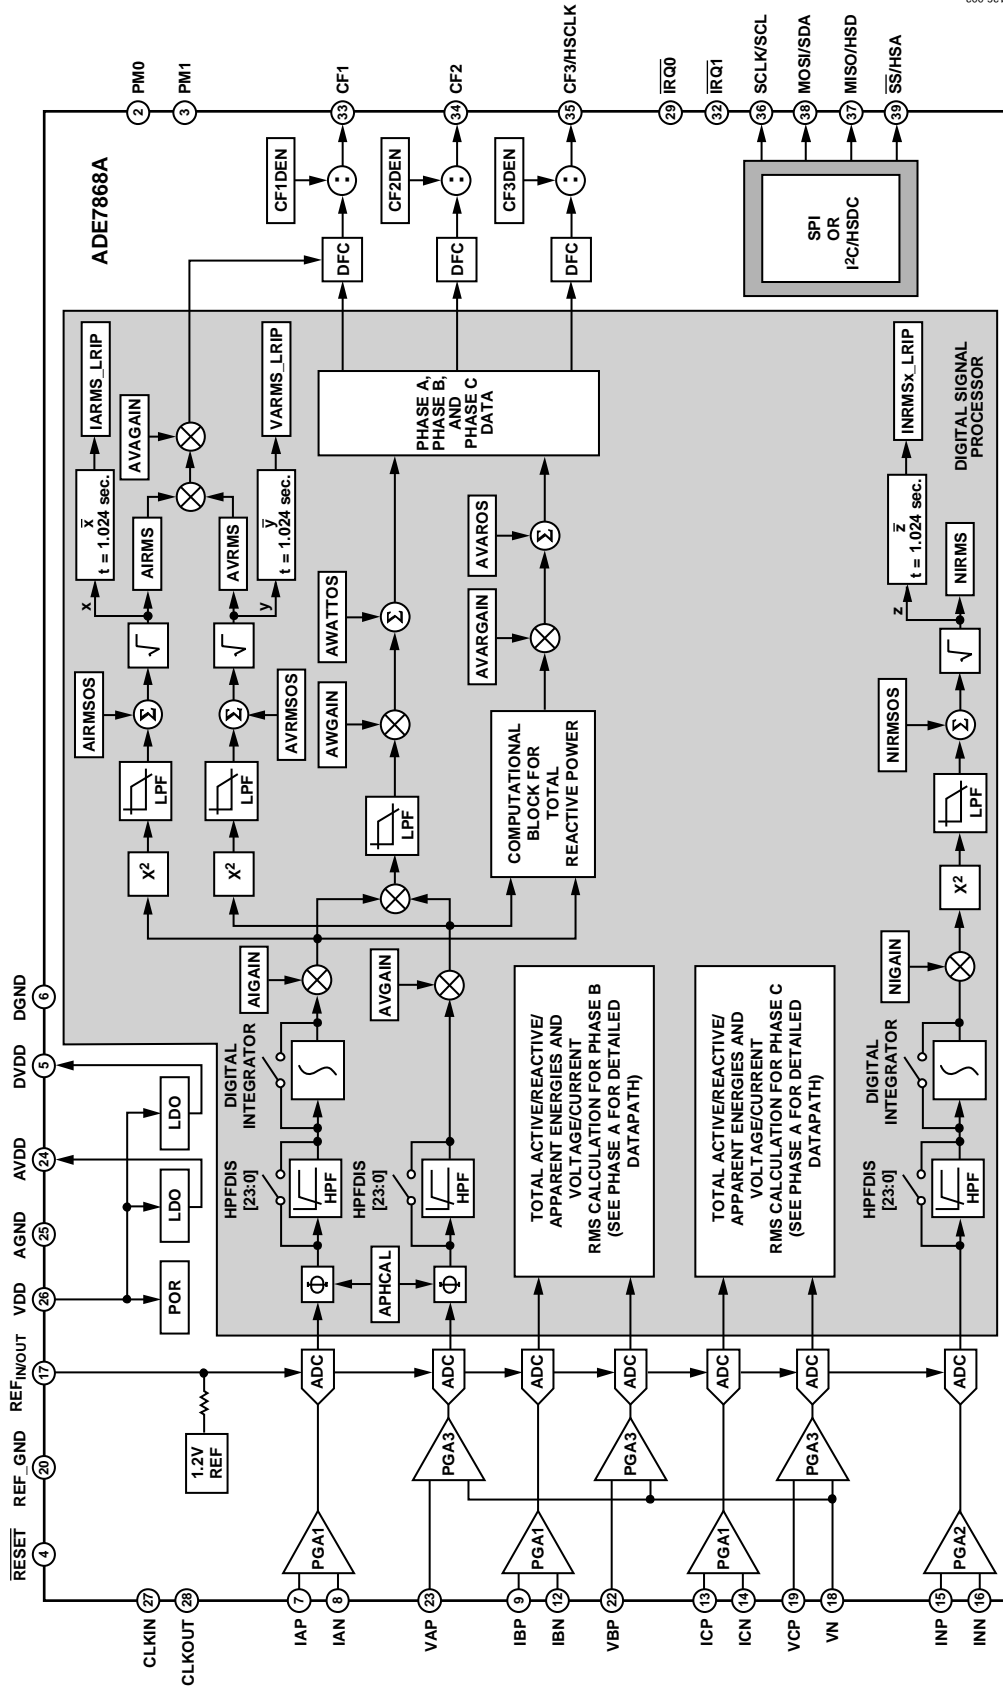 RESET
4
REF_GND
20
REFIN/OUT
17
VDD
26
AGND
25
AVDD
24
DVDD
5
DGND
6
ADE7868A
CLKIN
27
CLKOUT
28
1.2V
REF
POR
LDO
LDO
PM0
2
PM1
3
IAP
7
IAN
8
PGA1
ADC
Φ
HPFDIS
[23:0]
HPF
DIGITAL
INTEGRATOR
AIGAIN
X²
LPF
AIRMSOS
Σ
√
x
AIRMS
x
t = 1.024 sec.
IARMS_LRIP
AVAGAIN
X²
LPF
AVRMSOS
Σ
√
y
AVRMS
y
t = 1.024 sec.
VARMS_LRIP
APHCAL
VAP
23
PGA3
ADC
Φ
HPFDIS
[23:0]
HPF
AVGAIN
LPF
AWGAIN
AWATTOS
Σ
COMPUTATIONAL
BLOCK FOR
TOTAL
REACTIVE POWER
AVARGAIN
AVAROS
Σ
PHASE A,
PHASE B,
AND
PHASE C
DATA
DFC
CF1DEN
:
33
CF1
DFC
CF2DEN
:
34
CF2
DFC
CF3DEN
:
35
CF3/HSCLK
IBP
9
IBN
12
PGA1
ADC
VBP
22
PGA3
ADC
TOTAL ACTIVE/REACTIVE/
APPARENT ENERGIES AND
VOLTAGE/CURRENT
RMS CALCULATION FOR PHASE B
(SEE PHASE A FOR DETAILED
DATAPATH)
29
IRQ0
32
IRQ1
ICP
13
ICN
14
PGA1
ADC
VCP
19
VN
18
PGA3
ADC
TOTAL ACTIVE/REACTIVE/
APPARENT ENERGIES AND
VOLTAGE/CURRENT
RMS CALCULATION FOR PHASE C
(SEE PHASE A FOR DETAILED
DATAPATH)
SPI
OR
I²C/HSDC
36
SCLK/SCL
38
MOSI/SDA
37
MISO/HSD
39
SS/HSA
INP
15
INN
16
PGA2
ADC
HPFDIS
[23:0]
HPF
DIGITAL
INTEGRATOR
NIGAIN
X²
LPF
NIRMSOS
Σ
√
z
NIRMS
z
t = 1.024 sec.
INRMSx_LRIP
DIGITAL SIGNAL
PROCESSOR